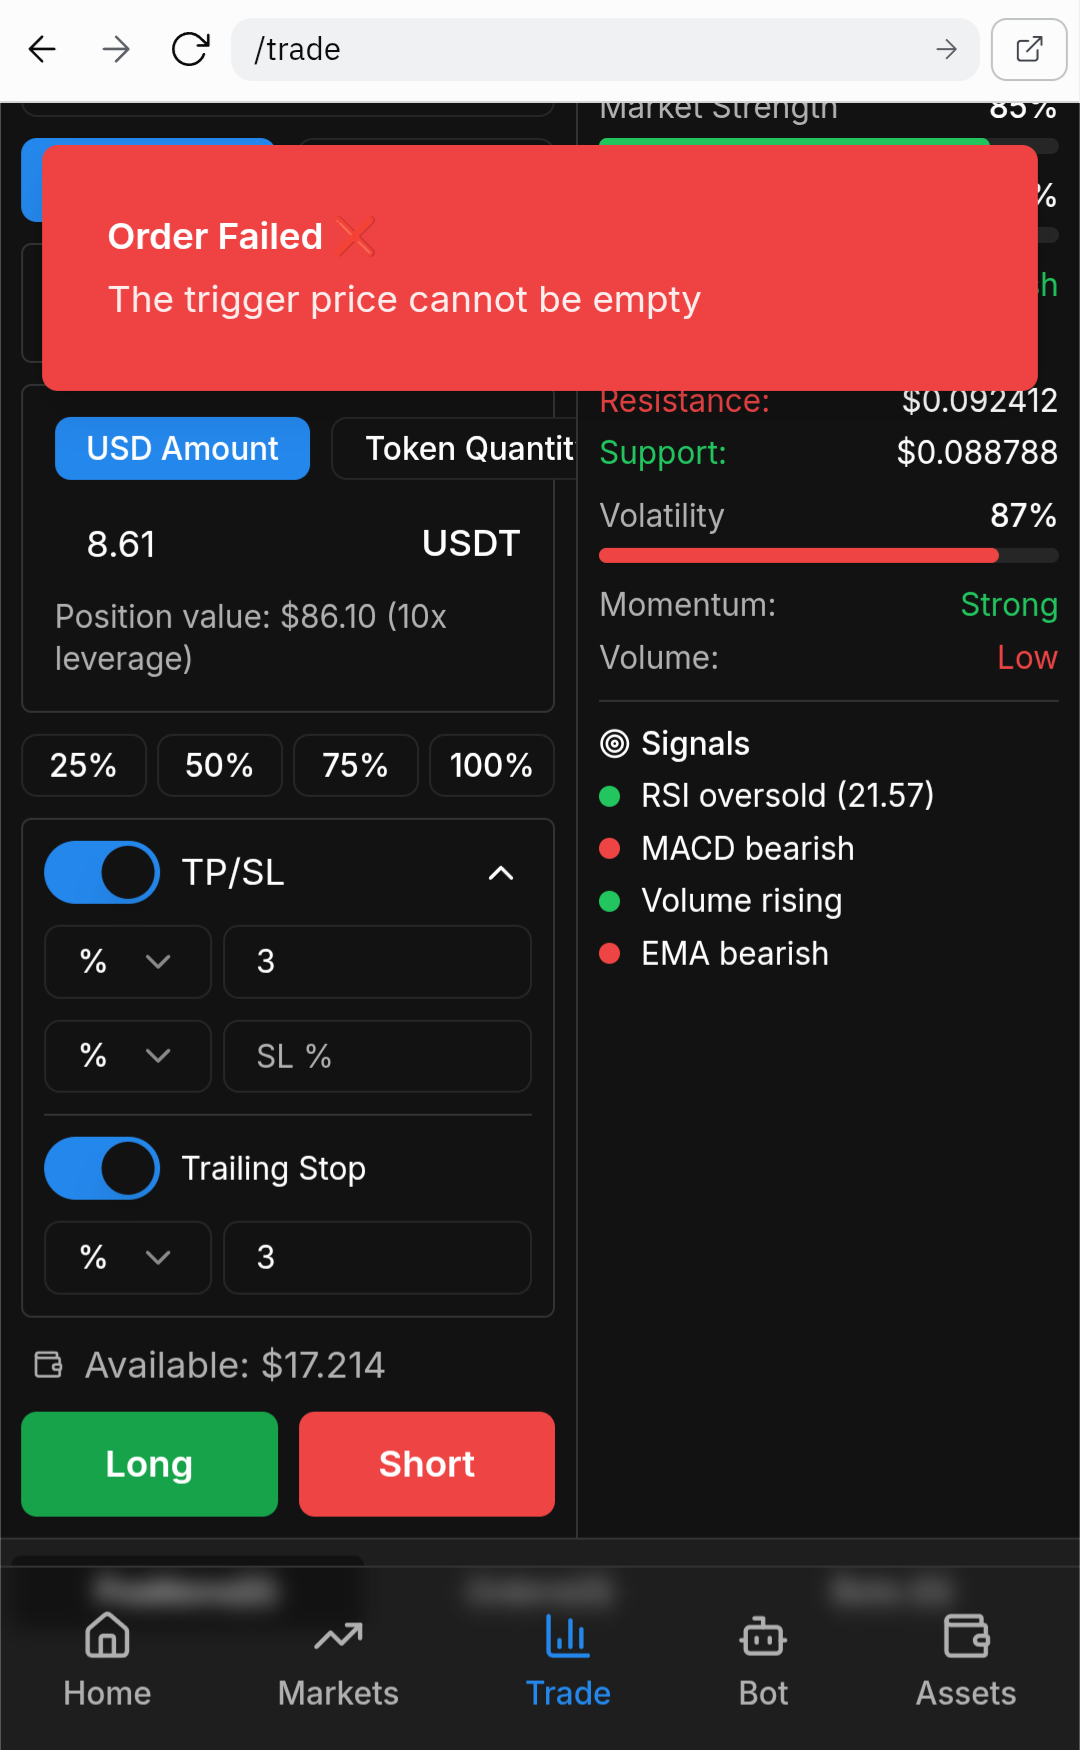 /trade
Market Strength 85%
Order Failed ❌
The trigger price cannot be empty
%
h
USD Amount
Token Quantit
8.61 USDT
Position value: $86.10 (10x
leverage)
25% 50% 75% 100%
TP/SL
% 3
% SL %
Trailing Stop
% 3
Available: $17.214
Long Short
Resistance: $0.092412
Support: $0.088788
Volatility 87%
Momentum: Strong
Volume: Low
Signals
RSI oversold (21.57)
MACD bearish
Volume rising
EMA bearish
Home Markets Trade Bot Assets